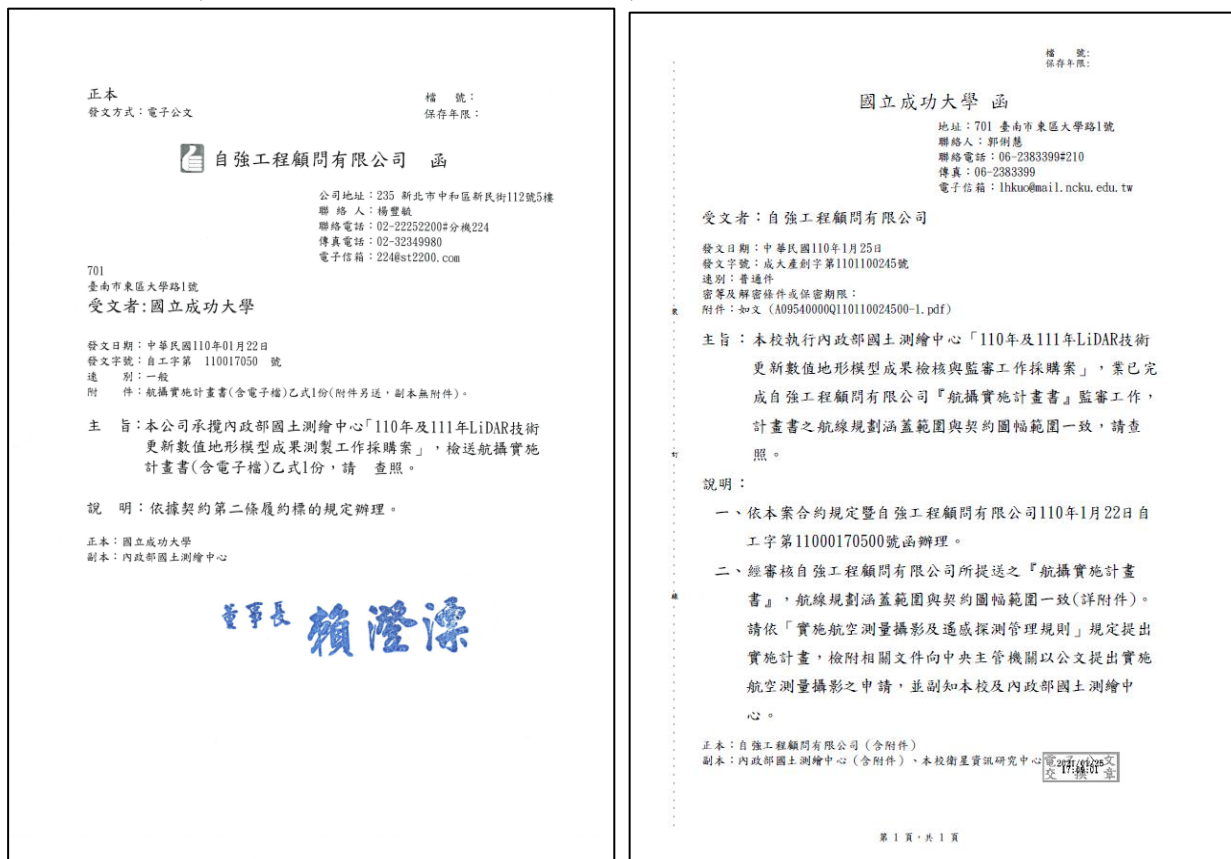 正本
發文方式：電子公文
檔　　號：
保存年限：
自強工程顧問有限公司　函
公司地址：235 新北市中和區新民街112號5樓
聯 絡 人：楊豐毓
聯絡電話：02-22252200#分機224
傳真電話：02-32349980
電子信箱：224@st2200.com
701
臺南市東區大學路1號
受文者:國立成功大學
發文日期：中華民國110年01月22日
發文字號：自工字第　110017050　號
速　　別：一般
附　　件：航攝實施計畫書(含電子檔)乙式1份(附件另送，副本無附件)。
主　旨：本公司承攬內政部國土測繪中心「110年及111年LiDAR技術
更新數值地形模型成果測製工作採購案」，檢送航攝實施
計畫書(含電子檔)乙式1份，請　查照。
說　明：依據契約第二條履約標的規定辦理。
正本：國立成功大學
副本：內政部國土測繪中心
董事長 賴澄漂
檔　　號:
保存年限:
國立成功大學 函
地址：701 臺南市東區大學路1號
聯絡人：郭俐慧
聯絡電話：06-2383399#210
傳真：06-2383399
電子信箱：lhkuo@mail.ncku.edu.tw
受文者：自強工程顧問有限公司
發文日期：中華民國110年1月25日
發文字號：成大產創字第1101100245號
速別：普通件
密等及解密條件或保密期限：
附件：如文 (A09540000Q110110024500-1.pdf)
主旨：本校執行內政部國土測繪中心「110年及111年LiDAR技術
更新數值地形模型成果檢核與監審工作採購案」，業已完
成自強工程顧問有限公司『航攝實施計畫書』監審工作，
計畫書之航線規劃涵蓋範圍與契約圖幅範圍一致，請查
照。
說明：
一、依本案合約規定暨自強工程顧問有限公司110年1月22日自
工字第11000170500號函辦理。
二、經審核自強工程顧問有限公司所提送之『航攝實施計畫
書』，航線規劃涵蓋範圍與契約圖幅範圍一致(詳附件)。
請依「實施航空測量攝影及遙感探測管理規則」規定提出
實施計畫，檢附相關文件向中央主管機關以公文提出實施
航空測量攝影之申請，並副知本校及內政部國土測繪中
心。
正本：自強工程顧問有限公司 (含附件)
副本：內政部國土測繪中心 (含附件) 、本校衛星資訊研究中心
電子公文
2021/01/25
17:09:01
交換章
裝
訂
線
第 1 頁，共 1 頁